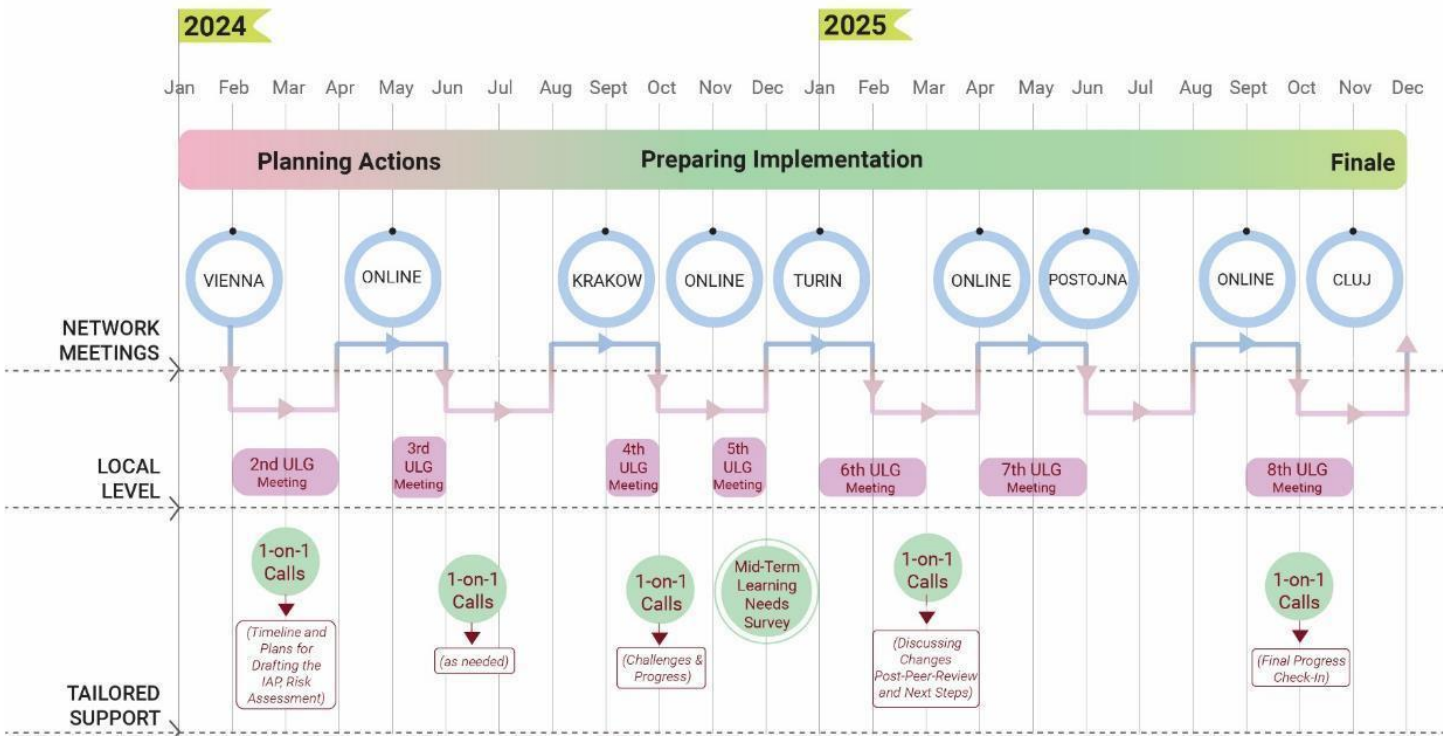 2024
2025
Jan Feb Mar Apr May Jun Jul Aug Sept Oct Nov Dec Jan Feb Mar Apr May Jun Jul Aug Sept Oct Nov Dec
Planning Actions
Preparing Implementation
Finale
VIENNA
ONLINE
KRAKOW
ONLINE
TURIN
ONLINE
POSTOJNA
ONLINE
CLUJ
NETWORK
MEETINGS
LOCAL
LEVEL
2nd ULG
Meeting
3rd
ULG
Meeting
4th
ULG
Meeting
5th
ULG
Meeting
6th ULG
Meeting
7th ULG
Meeting
8th ULG
Meeting
TAILORED
SUPPORT
1-on-1
Calls
(Timeline and
Plans for
Drafting the
IAP, Risk
Assessment)
1-on-1
Calls
(as needed)
1-on-1
Calls
(Challenges &
Progress)
Mid-Term
Learning
Needs
Survey
1-on-1
Calls
(Discussing
Changes
Post-Peer-Review
and Next Steps)
1-on-1
Calls
(Final Progress
Check-In)